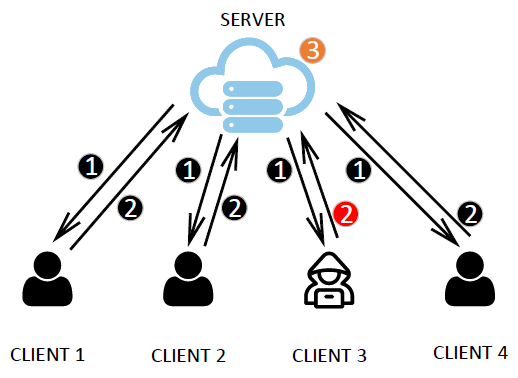 SERVER
3
1 1 1 1
2 2 2 2
CLIENT 1 CLIENT 2 CLIENT 3 CLIENT 4